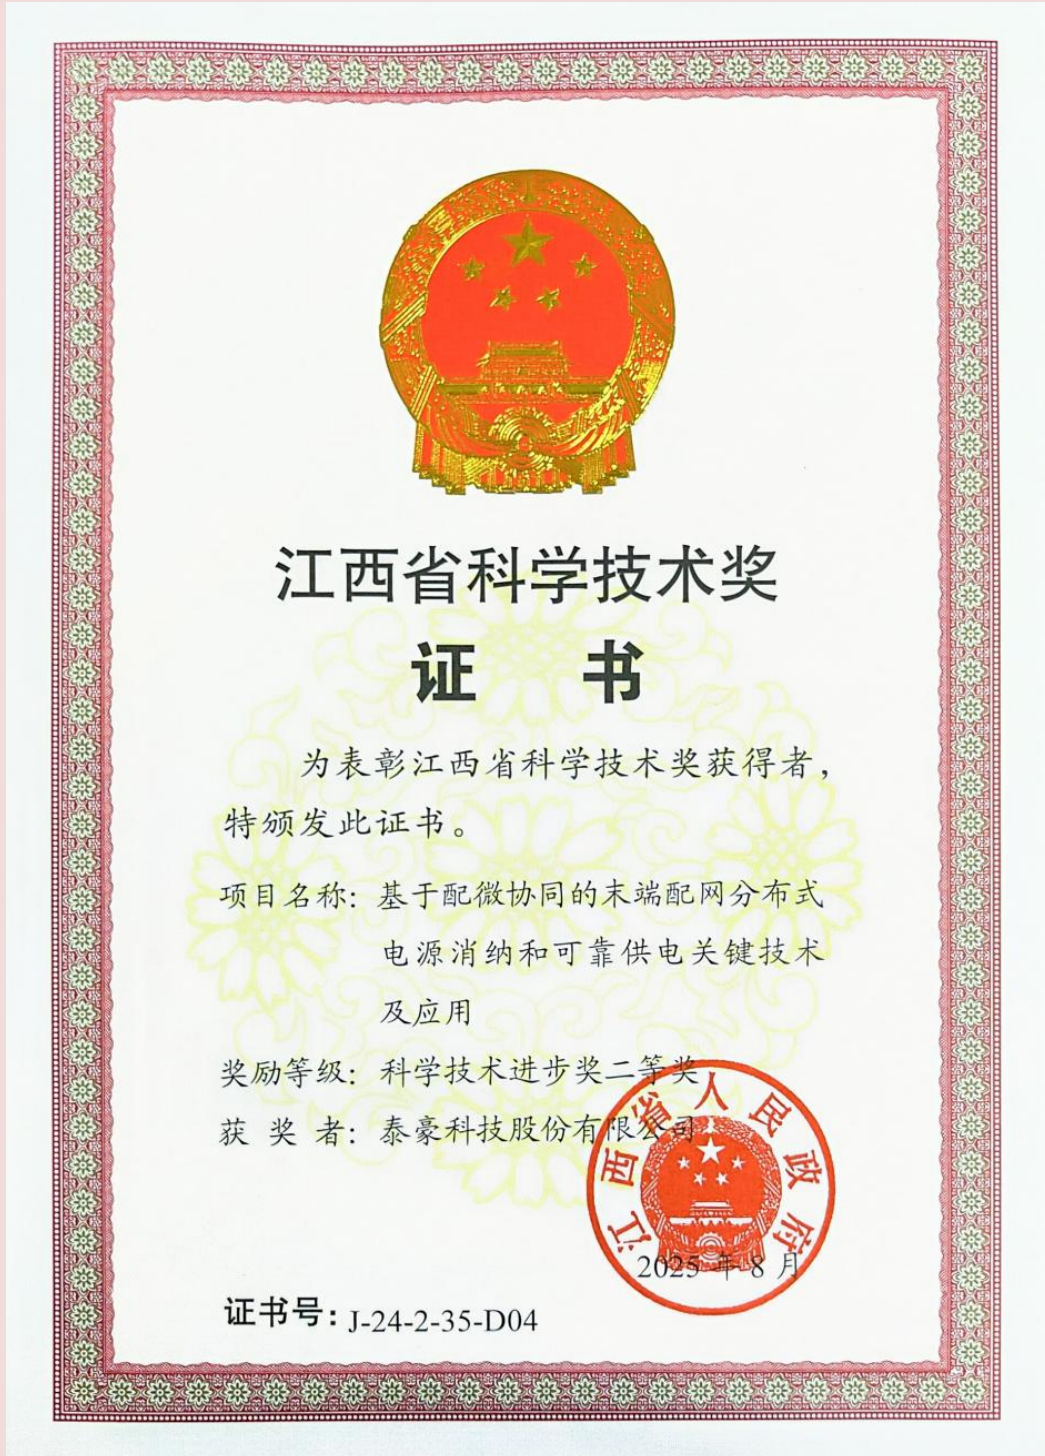 江西省科学技术奖
证 书
为表彰江西省科学技术奖获得者，
特颁发此证书。
项目名称：基于配微协同的末端配网分布式
电源消纳和可靠供电关键技术
及应用
奖励等级：科学技术进步奖二等奖
获 奖 者：泰豪科技股份有限公司
江西省人民政府
2025 年 8 月
证书号：J-24-2-35-D04